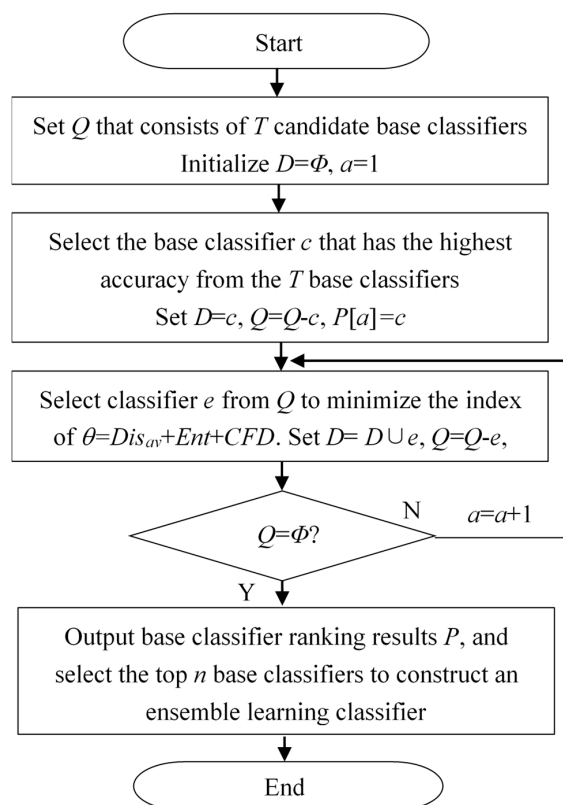 Start
Set Q that consists of T candidate base classifiers
Initialize D=Φ, a=1
Select the base classifier c that has the highest
accuracy from the T base classifiers
Set D=c, Q=Q-c, P[a]=c
Select classifier e from Q to minimize the index
of θ=Dis_av+Ent+CFD. Set D= D∪e, Q=Q-e,
N
a=a+1
Q=Φ?
Y
Output base classifier ranking results P, and
select the top n base classifiers to construct an
ensemble learning classifier
End